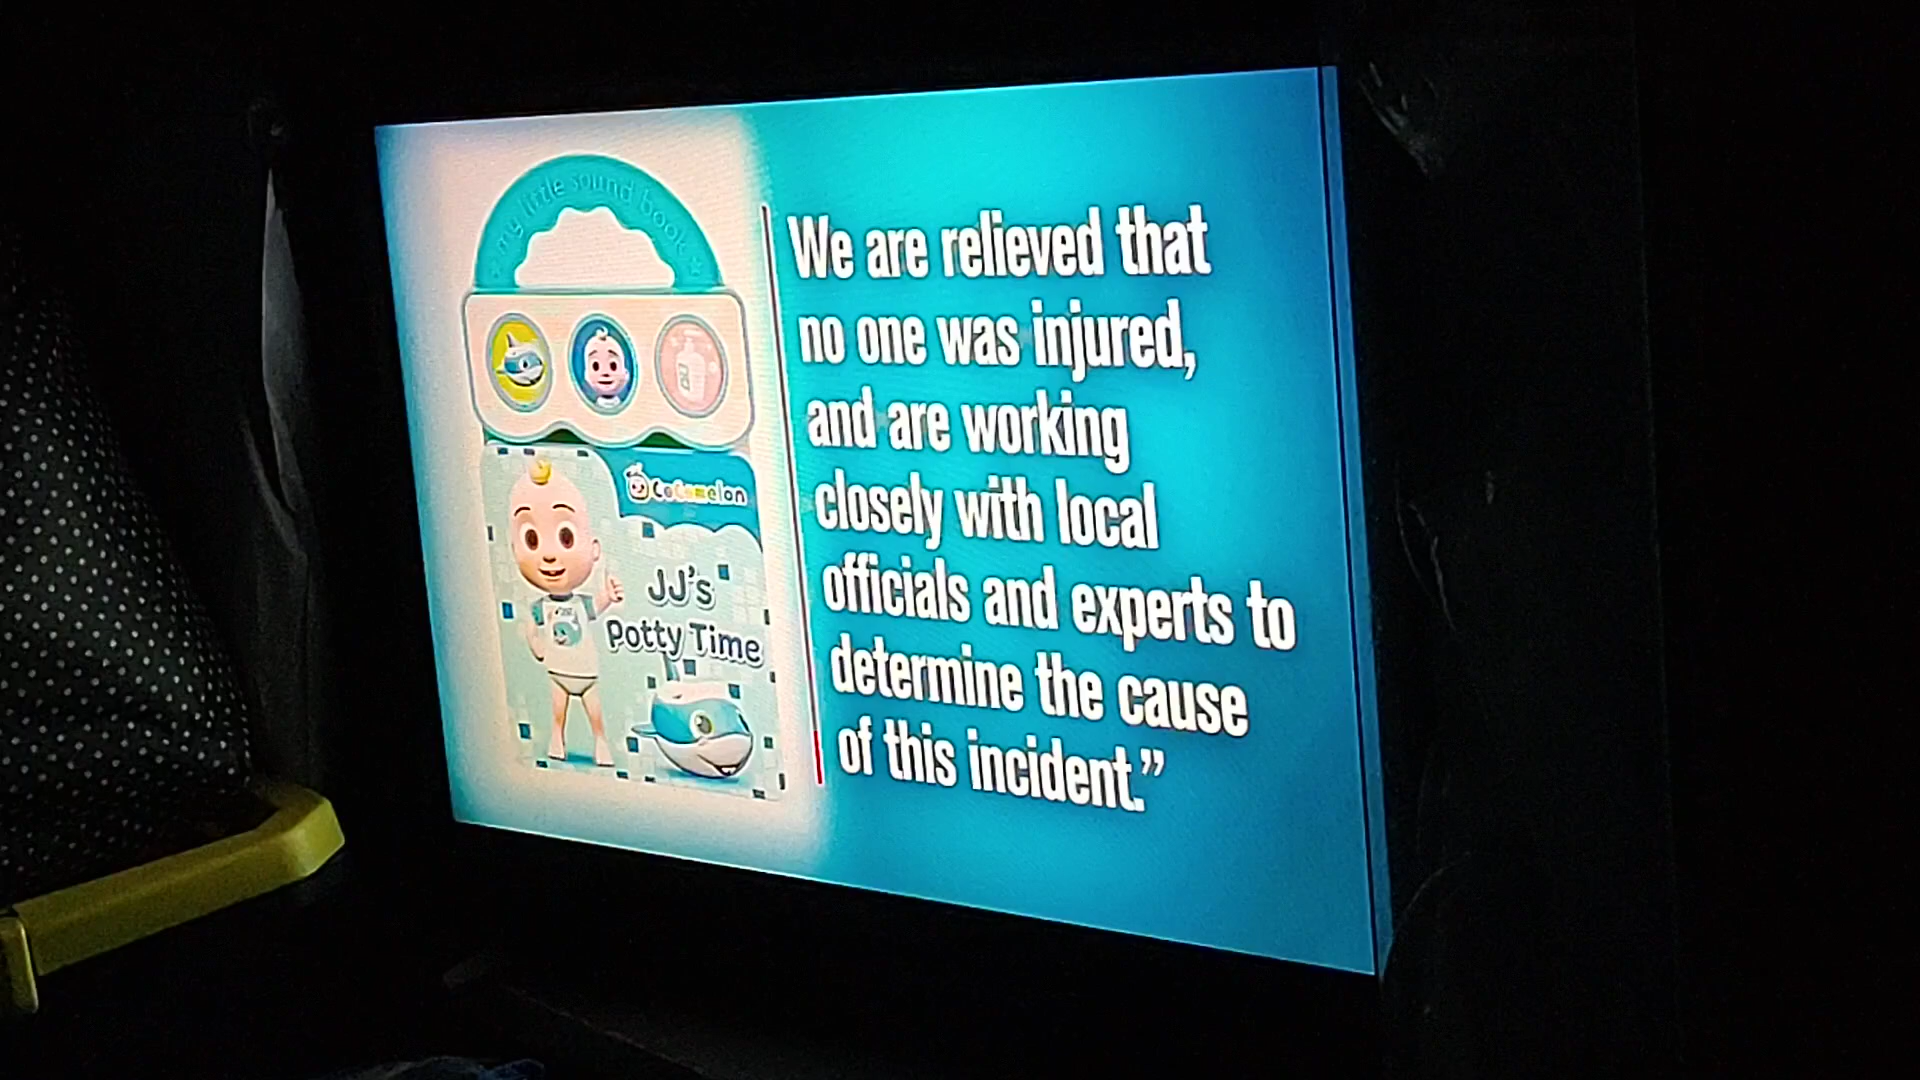 my little sound book
CoComelon
JJ's
Potty Time
We are relieved that
no one was injured,
and are working
closely with local
officials and experts to
determine the cause
of this incident.”